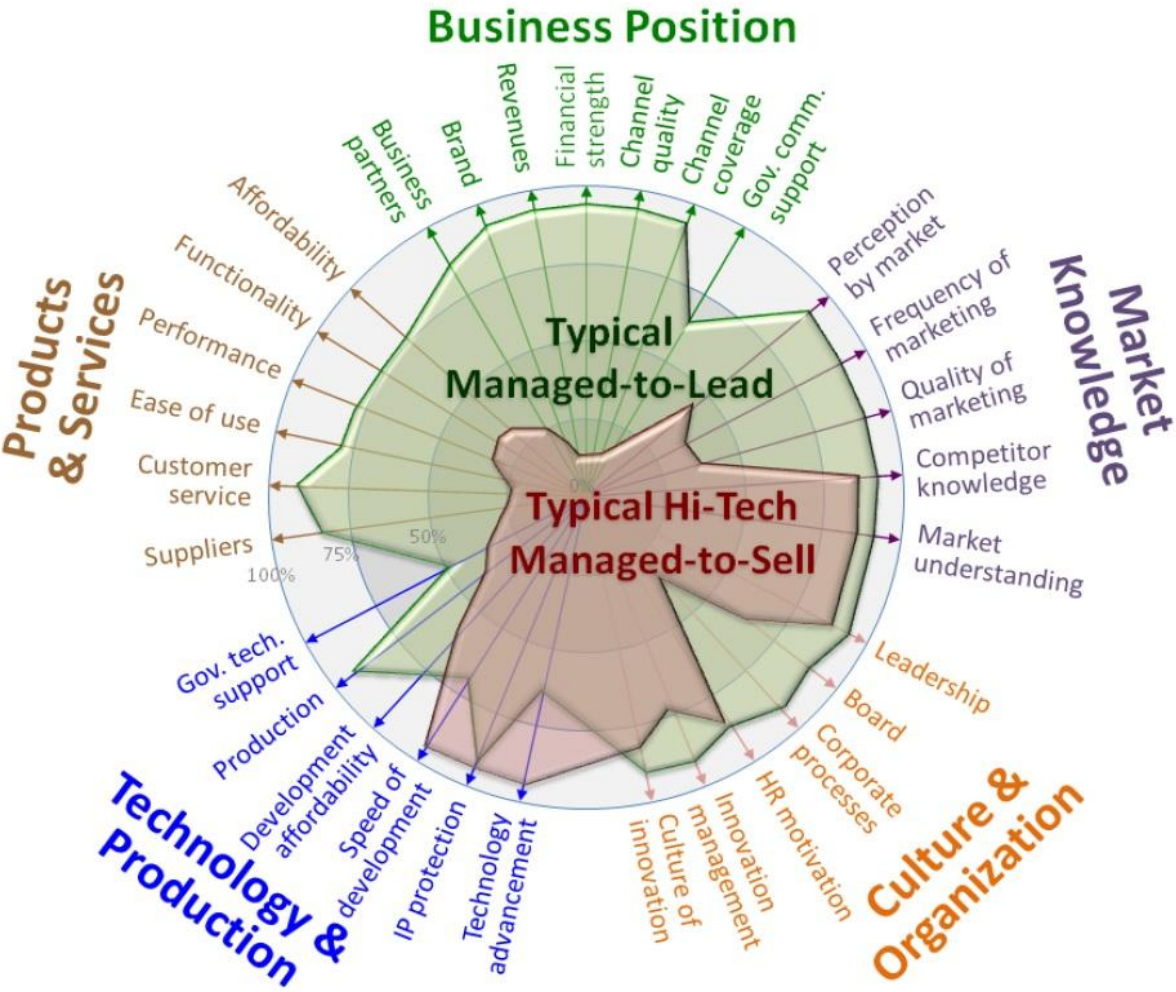 Business Position
Business
partners
Brand
Revenues
Financial
strength
Channel
quality
Channel
coverage
Gov. comm.
support
Market
Knowledge
Perception
by market
Frequency of
marketing
Quality of
marketing
Competitor
knowledge
Market
understanding
Culture &
Organization
Leadership
Board
Corporate
processes
HR motivation
Innovation
management
Culture of
innovation
Technology &
Production
Technology
advancement
IP protection
Speed of
development
Development
affordability
Production
Gov. tech.
support
Products
& Services
Suppliers
Customer
service
Ease of use
Performance
Functionality
Affordability
Typical
Managed-to-Lead
0%
Typical Hi-Tech
Managed-to-Sell
50%
75%
100%